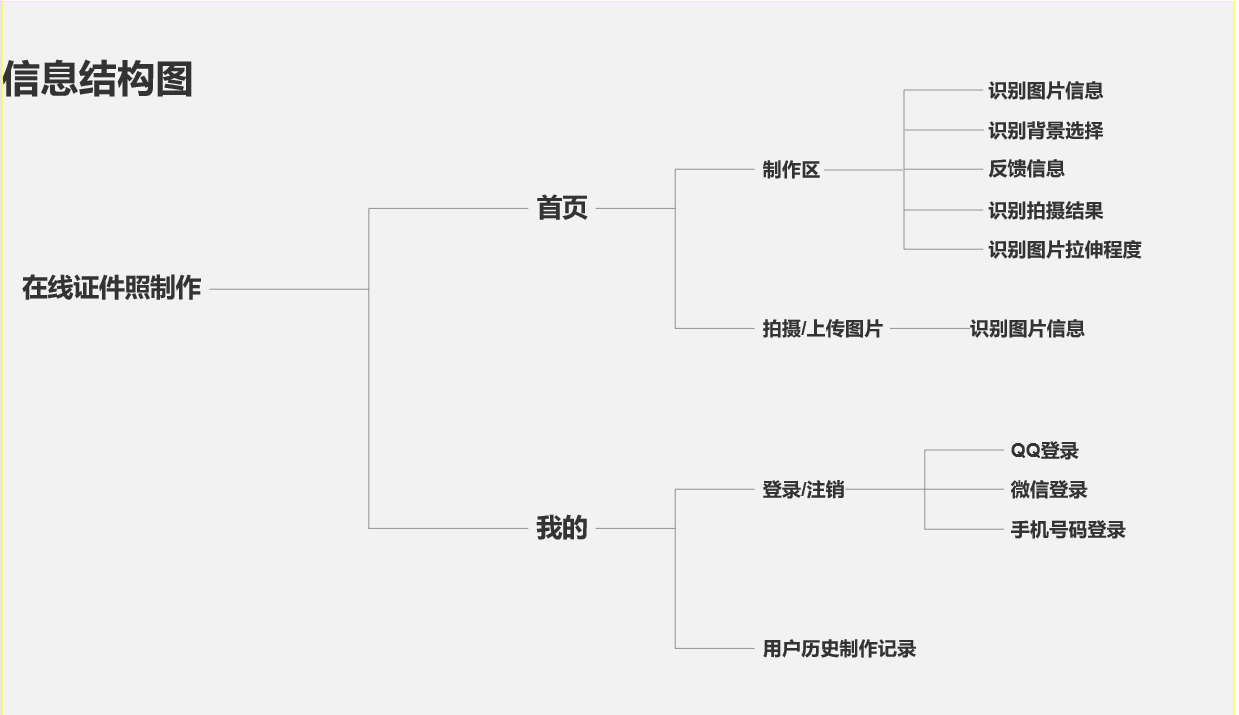 信息结构图
在线证件照制作
首页
制作区
识别图片信息
识别背景选择
反馈信息
识别拍摄结果
识别图片拉伸程度
拍摄/上传图片
识别图片信息
我的
登录/注销
QQ登录
微信登录
手机号码登录
用户历史制作记录